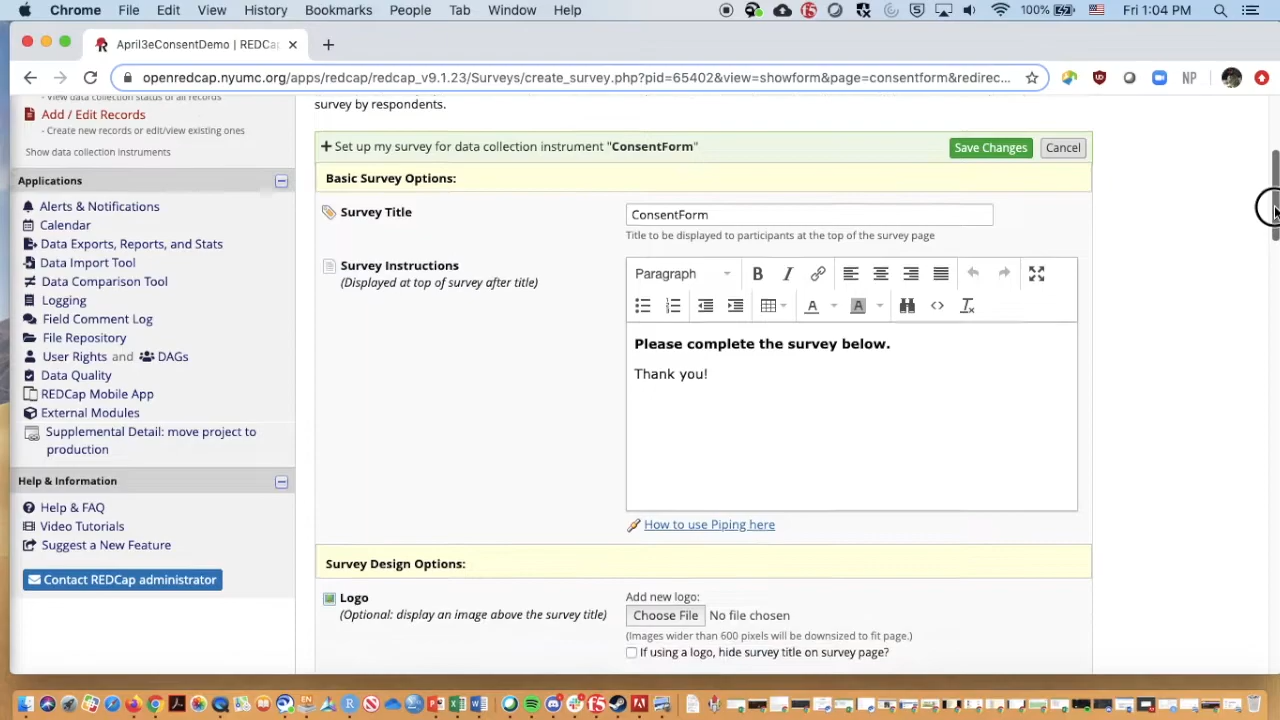 Chrome File Edit View History Bookmarks People Tab Window Help 100% Fri 1:04 PM
April3eConsentDemo | REDCa
openredcap.nyumc.org/apps/redcap/redcap_v9.1.23/Surveys/create_survey.php?pid=65402&view=showform&page=consentform&redirec... NP
- View data collection status of all records
survey by respondents.
Add / Edit Records
- Create new records or edit/view existing ones
Show data collection instruments
Applications
Alerts & Notifications
Calendar
Data Exports, Reports, and Stats
Data Import Tool
Data Comparison Tool
Logging
Field Comment Log
File Repository
User Rights and DAGs
Data Quality
REDCap Mobile App
External Modules
Supplemental Detail: move project to
production
Help & Information
Help & FAQ
Video Tutorials
Suggest a New Feature
Contact REDCap administrator
Set up my survey for data collection instrument "ConsentForm" Save Changes Cancel
Basic Survey Options:
Survey Title ConsentForm
Title to be displayed to participants at the top of the survey page
Survey Instructions
(Displayed at top of survey after title)
Paragraph B I
A A
Please complete the survey below.
Thank you!
How to use Piping here
Survey Design Options:
Logo
(Optional: display an image above the survey title)
Add new logo:
Choose File No file chosen
(Images wider than 600 pixels will be downsized to fit page.)
If using a logo, hide survey title on survey page?